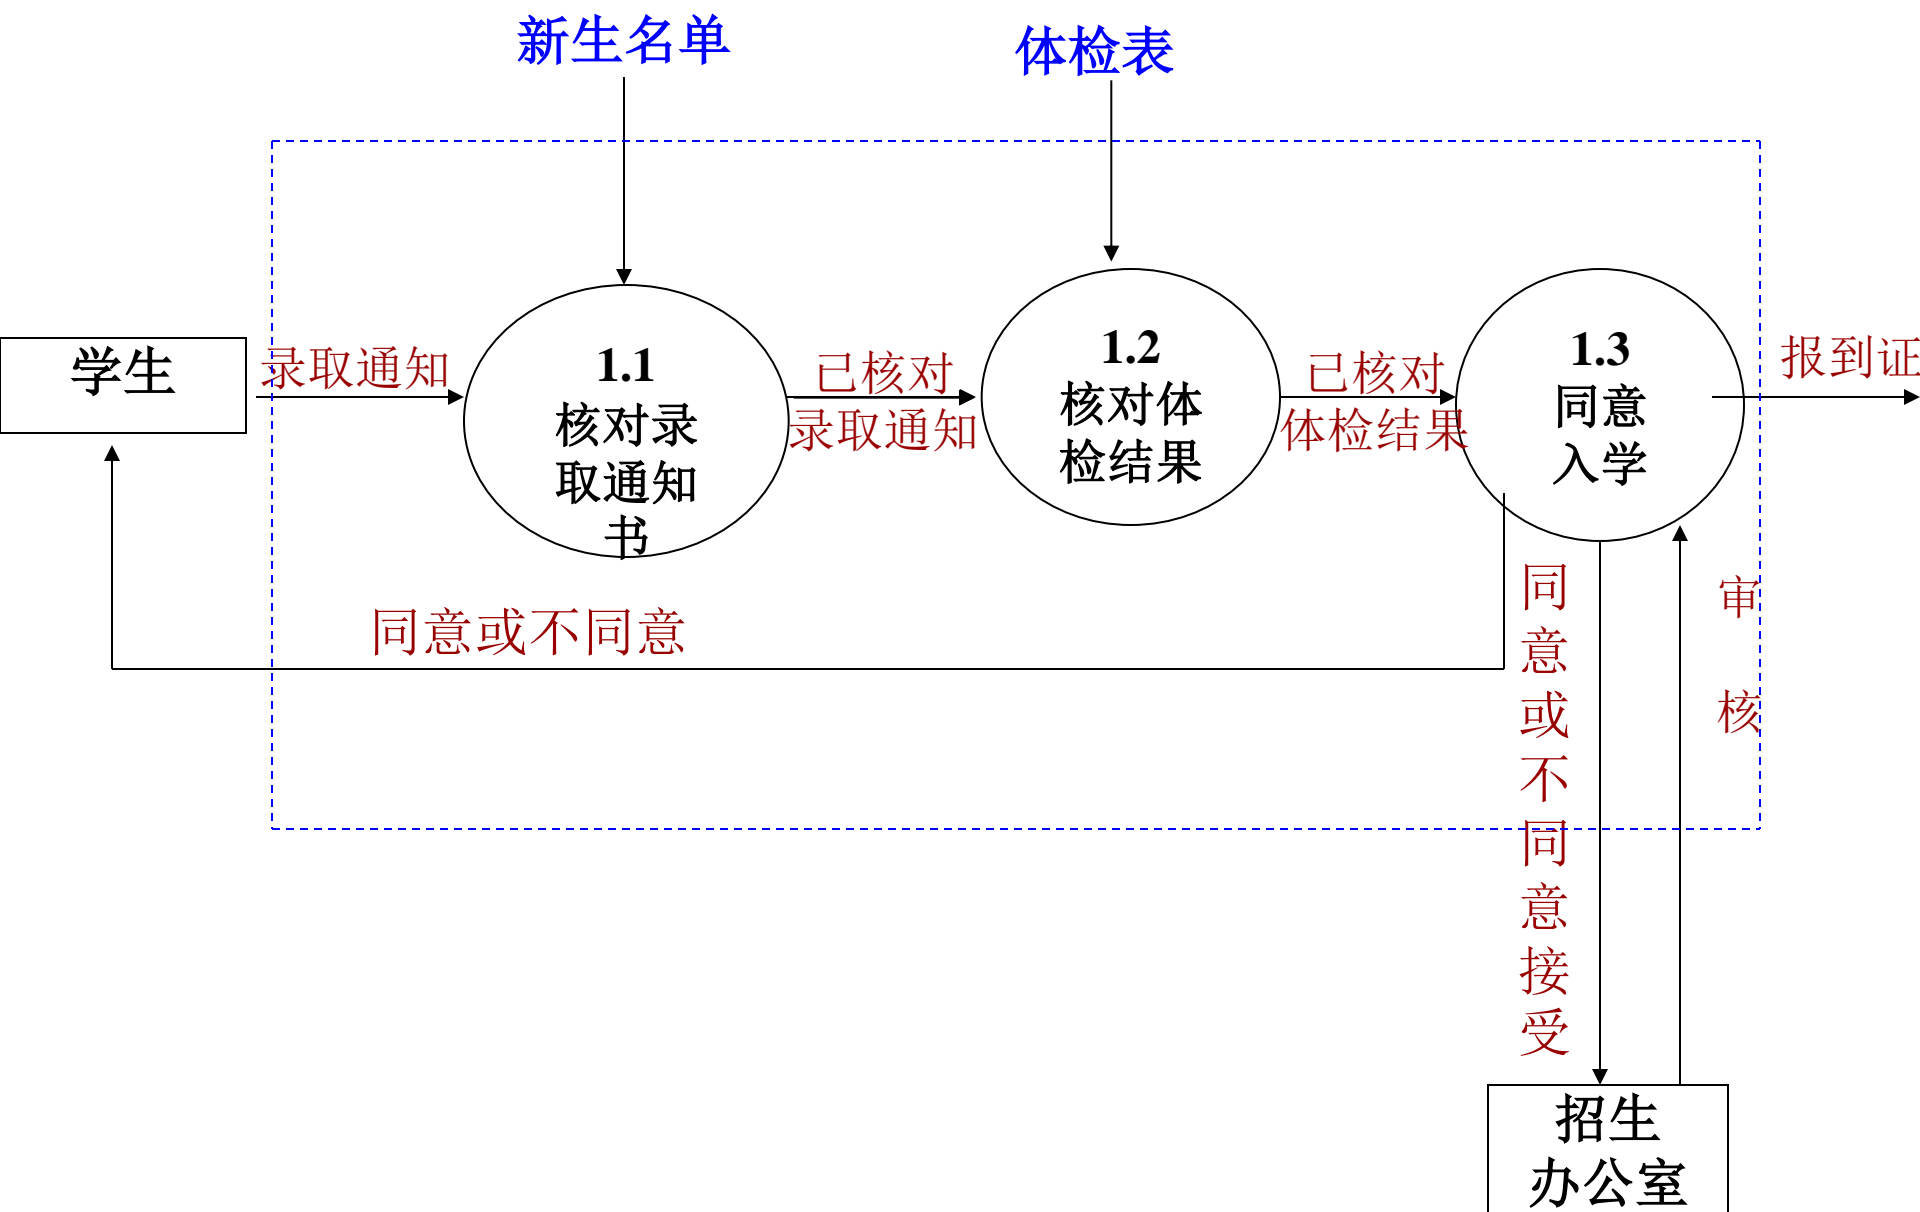 新生名单
体检表
学生
录取通知
1.1
核对录
取通知
书
已核对
录取通知
1.2
核对体
检结果
已核对
体检结果
1.3
同意
入学
报到证
同意或不同意
同
意
或
不
同
意
接
受
审
核
招生
办公室